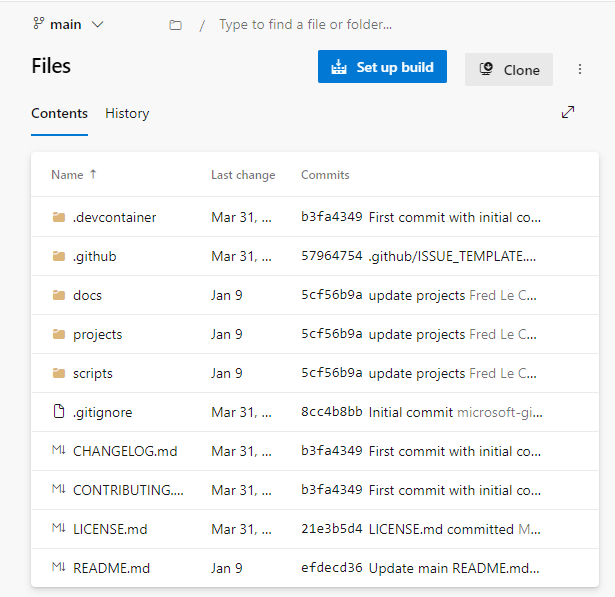 main / Type to find a file or folder...
Files Set up build Clone
Contents History
Name ↑ Last change Commits
.devcontainer Mar 31, ... b3fa4349 First commit with initial co...
.github Mar 31, ... 57964754 .github/ISSUE_TEMPLATE....
docs Jan 9 5cf56b9a update projects Fred Le C...
projects Jan 9 5cf56b9a update projects Fred Le C...
scripts Jan 9 5cf56b9a update projects Fred Le C...
.gitignore Mar 31, ... 8cc4b8bb Initial commit microsoft-gi...
M↓ CHANGELOG.md Mar 31, ... b3fa4349 First commit with initial co...
M↓ CONTRIBUTING.... Mar 31, ... b3fa4349 First commit with initial co...
M↓ LICENSE.md Mar 31, ... 21e3b5d4 LICENSE.md committed M...
M↓ README.md Jan 9 efdecd36 Update main README.md...